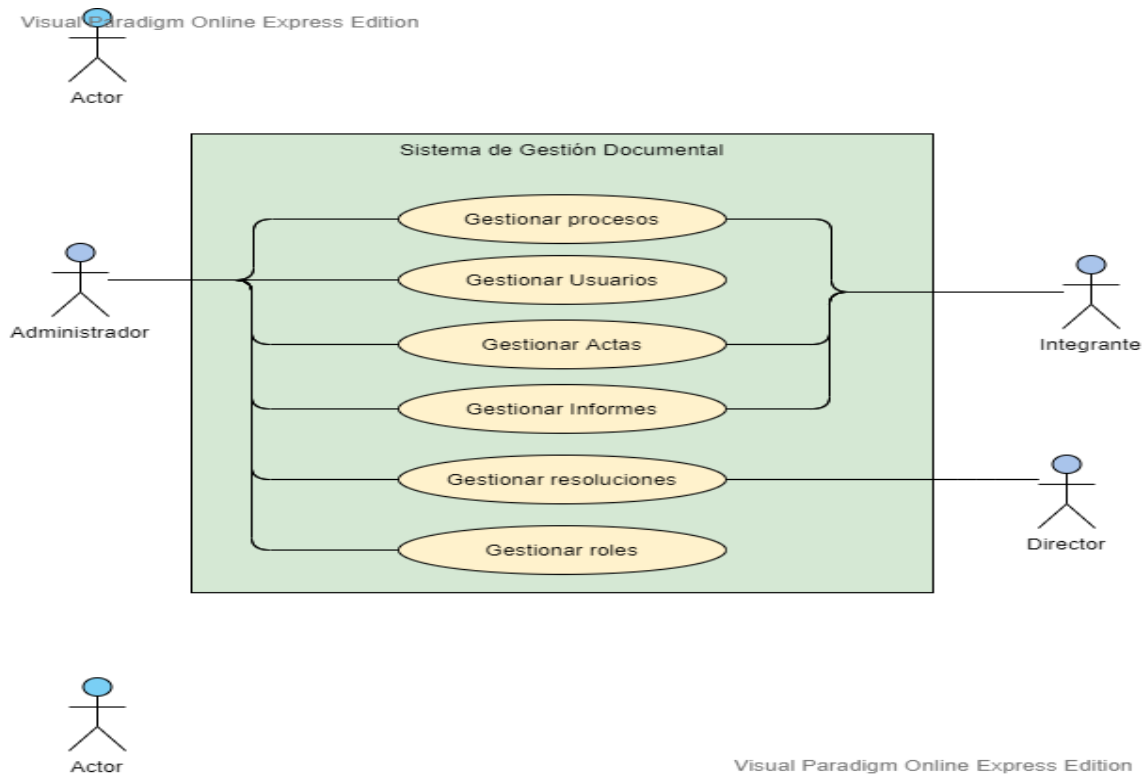 Visual Paradigm Online Express Edition
Actor
Sistema de Gestión Documental
Gestionar procesos
Gestionar Usuarios
Administrador
Gestionar Actas
Integrante
Gestionar Informes
Gestionar resoluciones
Director
Gestionar roles
Actor
Visual Paradigm Online Express Edition